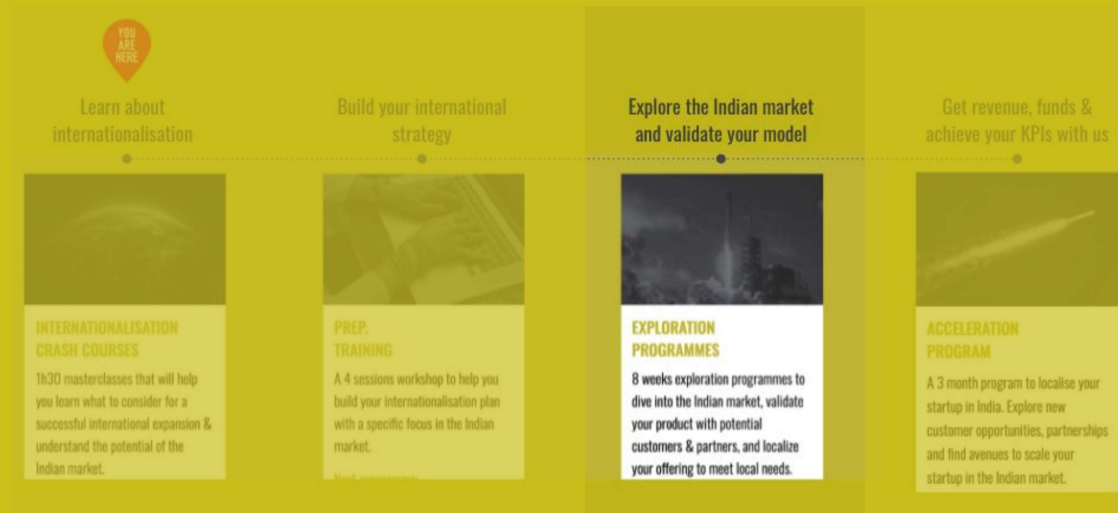 YOU
ARE
HERE
Learn about
internationalisation
Build your international
strategy
Explore the Indian market
and validate your model
Get revenue, funds &
achieve your KPIs with us
INTERNATIONALISATION
CRASH COURSES
1h30 masterclasses that will help
you learn what to consider for a
successful international expansion &
understand the potential of the
Indian market.
PREP.
TRAINING
A 4 sessions workshop to help you
build your internationalisation plan
with a specific focus in the Indian
market.
EXPLORATION
PROGRAMMES
8 weeks exploration programmes to
dive into the Indian market, validate
your product with potential
customers & partners, and localize
your offering to meet local needs.
ACCELERATION
PROGRAM
A 3 month program to localise your
startup in India. Explore new
customer opportunities, partnerships
and find avenues to scale your
startup in the Indian market.